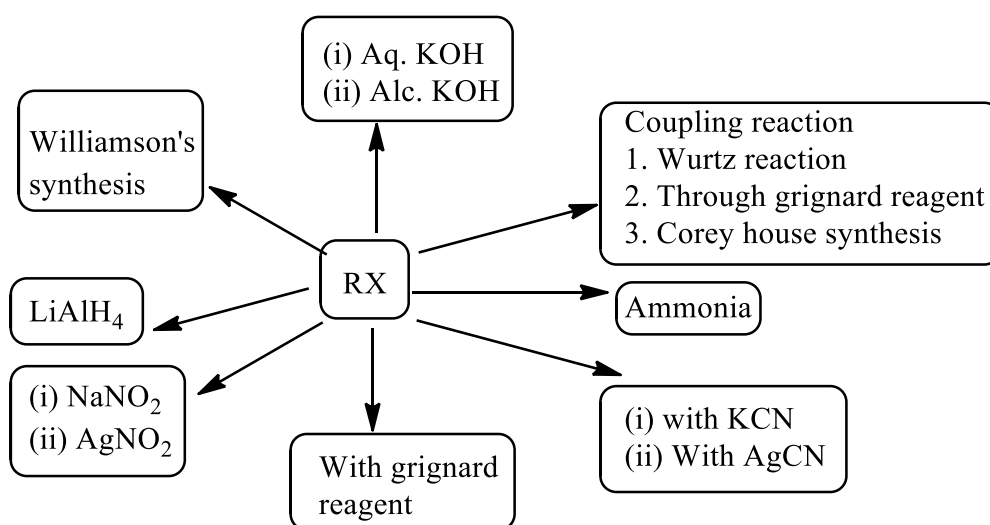 (i) Aq. KOH
(ii) Alc. KOH
Williamson's
synthesis
Coupling reaction
1. Wurtz reaction
2. Through grignard reagent
3. Corey house synthesis
RX
LiAlH₄
Ammonia
(i) NaNO₂
(ii) AgNO₂
(i) with KCN
(ii) With AgCN
With grignard
reagent